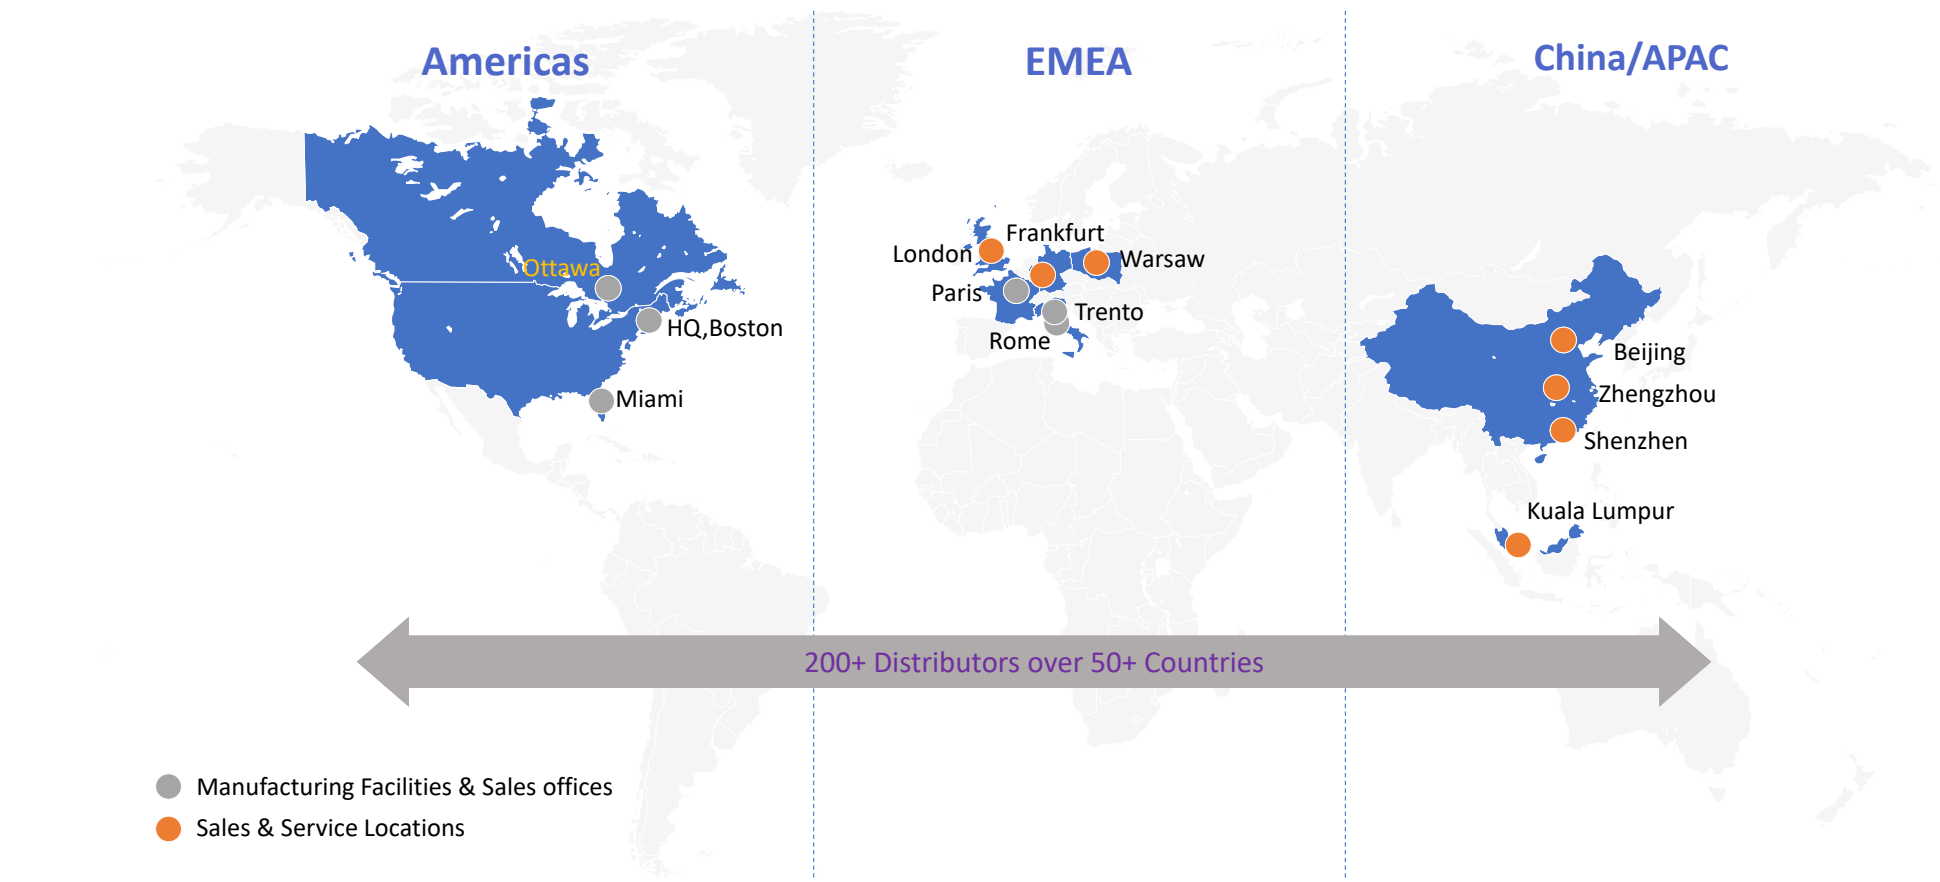 Americas
EMEA
China/APAC
Ottawa
HQ,Boston
Miami
Frankfurt
London
Warsaw
Paris
Trento
Rome
Beijing
Zhengzhou
Shenzhen
Kuala Lumpur
200+ Distributors over 50+ Countries
Manufacturing Facilities & Sales offices
Sales & Service Locations